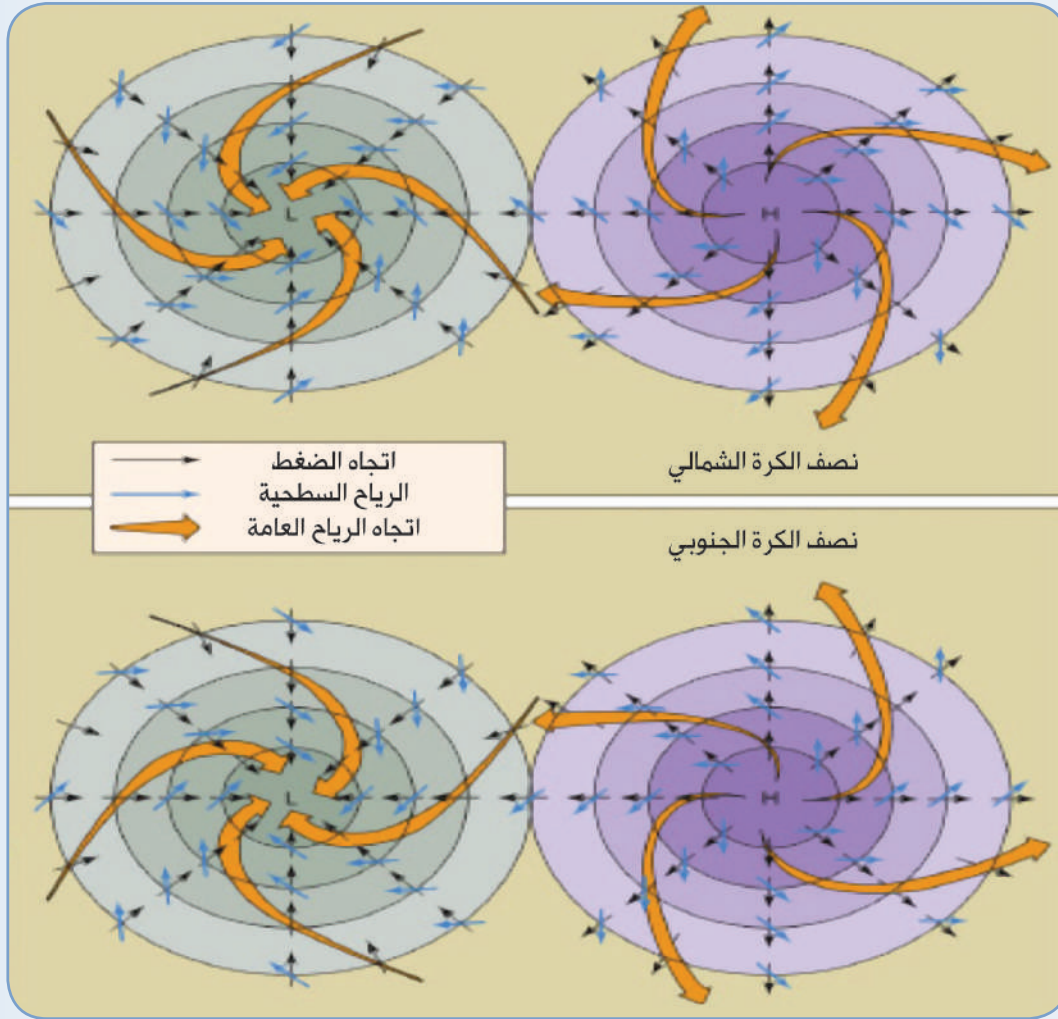 L
H
نصف الكرة الشمالي
اتجاه الضغط
الرياح السطحية
اتجاه الرياح العامة
نصف الكرة الجنوبي
L
H